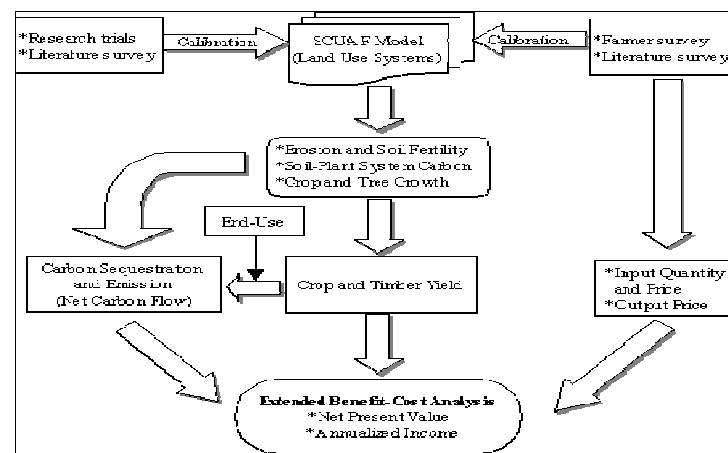 *Research trials
*Literature survey
Calibration
SCUAF Model
(Land Use Systems)
Calibration
*Farmer survey
*Literature survey
*Erosion and Soil Fertility
*Soil-Plant System Carbon
*Crop and Tree Growth
End-Use
Carbon Sequestration
and Emission
(Net Carbon Flow)
Crop and Timber Yield
*Input Quantity
and Price
*Output Price
Extended Benefit-Cost Analysis
*Net Present Value
*Annualized Income